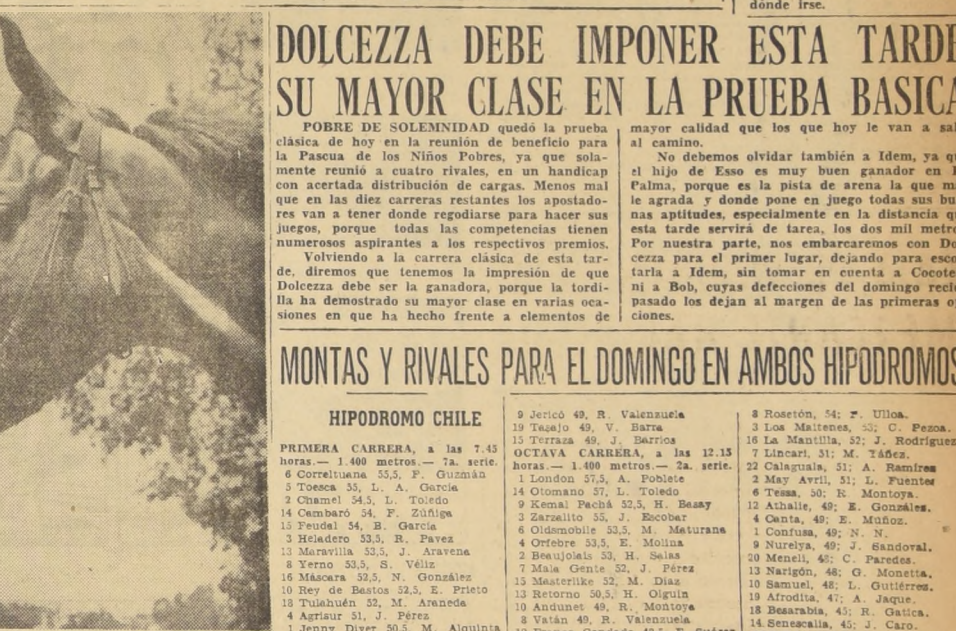 dónde irse.
DOLCEZZA DEBE IMPONER ESTA TARDE
SU MAYOR CLASE EN LA PRUEBA BASICA
POBRE DE SOLEMNIDAD quedó la prueba
clásica de hoy en la reunión de beneficio para
la Pascua de los Niños Pobres, ya que sola-
mente reunió a cuatro rivales, en un handicap
con acertada distribución de cargas. Menos mal
que en las diez carreras restantes los apostado-
res van a tener donde regodiarse para hacer sus
juegos, porque todas las competencias tienen
numerosos aspirantes a los respectivos premios.
Volviendo a la carrera clásica de esta tar-
de, diremos que tenemos la impresión de que
Dolcezza debe ser la ganadora, porque la tordi-
lla ha demostrado su mayor clase en varias oca-
siones en que ha hecho frente a elementos de
mayor calidad que los que hoy le van a sal
al camino.
No debemos olvidar también a Idem, ya q
el hijo de Esso es muy buen ganador en l
Palma, porque es la pista de arena la que m
le agrada y donde pone en juego todas sus bu
nas aptitudes, especialmente en la distancia q
esta tarde servirá de tarea, los dos mil metr
Por nuestra parte, nos embarcaremos con Do
cezza para el primer lugar, dejando para esco
tarla a Idem, sin tomar en cuenta a Cocote
ni a Bob, cuyas defecciones del domingo reci
pasado los dejan al margen de las primeras o
ciones.
MONTAS Y RIVALES PARA EL DOMINGO EN AMBOS HIPODROMOS
HIPODROMO CHILE
PRIMERA CARRERA, a las 7.45
horas.— 1.400 metros.— 7a. serie.
6 Correltuana 55,5, P. Guzmán
5 Toesca 55, L. A. García
2 Chamel 54,5, L. Toledo
14 Cambaró 54, F. Zúñiga
15 Feudal 54, B. García
3 Heladero 53,5, R. Pavez
13 Maravilla 53,5, J. Aravena
8 Yerno 53,5, S. Véliz
16 Máscara 52,5, N. González
10 Rey de Bastos 52,5, E. Prieto
18 Tulahuén 52, M. Araneda
4 Agrisur 51, J. Pérez
1 Jenny Diver 50,5, M. Alquinta
9 Jericó 49, R. Valenzuela
19 Tasajo 49, V. Barra
15 Terraza 49, J. Barrios
OCTAVA CARRERA, a las 12.15
horas.— 1.400 metros.— 2a. serie.
1 London 57,5, A. Poblete
14 Otomano 57, L. Toledo
9 Kemal Pachá 52,5, H. Basay
3 Zarzalito 55, J. Escobar
6 Oldsmobile 53,5, M. Maturana
4 Orfebre 53,5, E. Molina
2 Beaujolais 53, H. Salas
7 Mala Gente 52, J. Pérez
15 Masterlike 52, M. Díaz
13 Retorno 50,5, H. Olguín
10 Andunet 49, R. Montoya
8 Vatán 49, R. Valenzuela
8 Rosetón, 54; F. Ulloa.
3 Los Maitenes, 53; C. Pezoa.
16 La Mantilla, 52; J. Rodríguez
7 Lincari, 51; M. Yáñez.
22 Calaguala, 51; A. Ramírez
2 May Avril, 51; L. Fuentes
6 Tessa, 50; R. Montoya.
12 Athalie, 49; E. González.
4 Canta, 49; E. Muñoz.
1 Confusa, 49; N. N.
9 Nurelya, 49; J. Sandoval.
20 Meneli, 48; C. Paredes.
13 Narigón, 48; G. Monetta.
10 Samuel, 48; L. Gutiérrez.
19 Afrodita, 47; A. Jaque.
18 Besarabia, 45; R. Gatica.
14 Senescalia, 45; J. Caro.